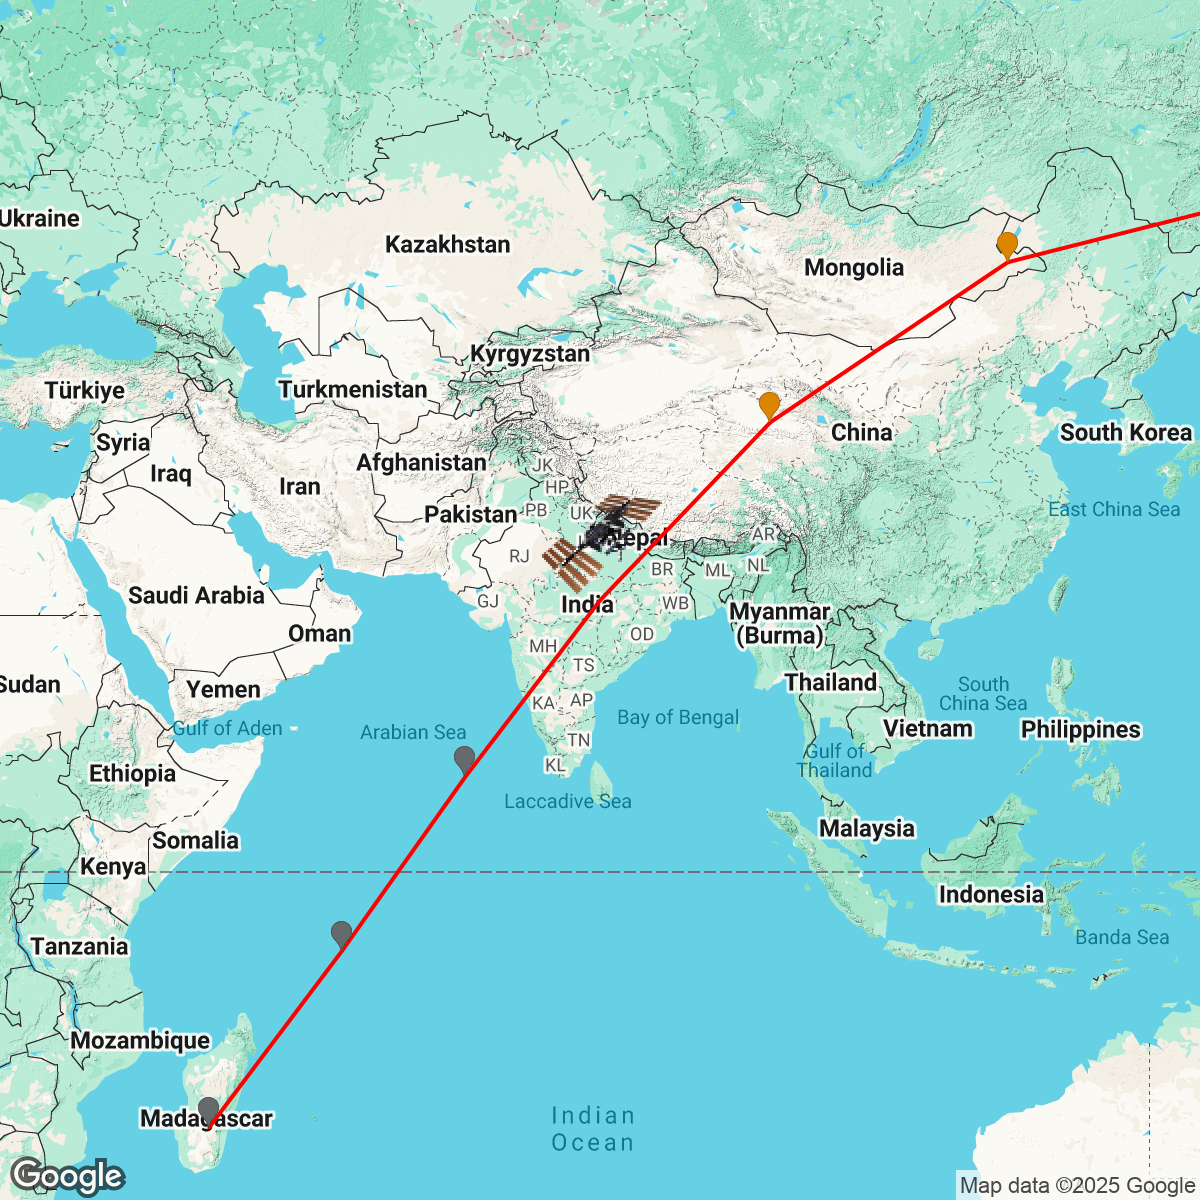 Ukraine
Kazakhstan
Mongolia
Kyrgyzstan
Türkiye
Turkmenistan
Syria
China
South Korea
Iraq
Afghanistan
JK
Iran
HP
Pakistan
PB
UK
East China Sea
Nepal
AR
RJ
BR
ML
NL
Saudi Arabia
GJ
India
WB
Myanmar
(Burma)
Oman
OD
MH
TS
Sudan
Yemen
Thailand
South
China Sea
KA
AP
Gulf of Aden
Arabian Sea
Bay of Bengal
Vietnam
Philippines
TN
Gulf of
Thailand
KL
Ethiopia
Laccadive Sea
Malaysia
Somalia
Kenya
Indonesia
Tanzania
Banda Sea
Mozambique
Madagascar
Indian
Ocean
Google
Map data ©2025 Google